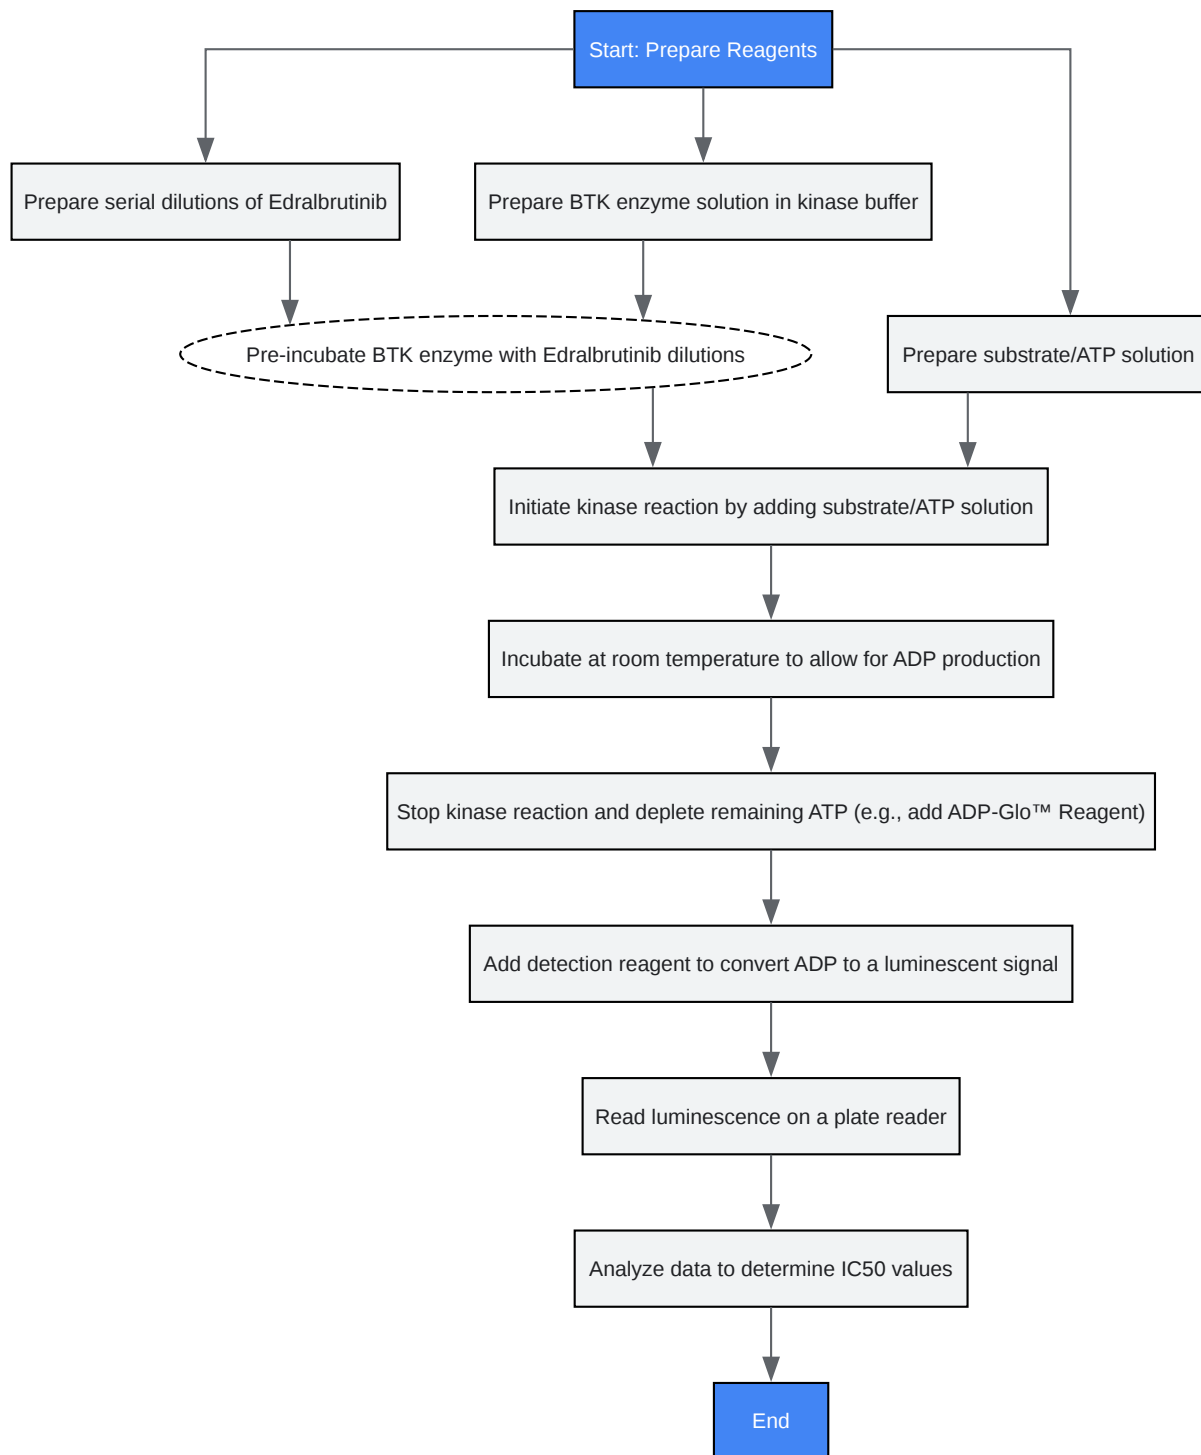 Start: Prepare Reagents
Prepare serial dilutions of Edralbrutinib
Prepare BTK enzyme solution in kinase buffer
Pre-incubate BTK enzyme with Edralbrutinib dilutions
Prepare substrate/ATP solution
Initiate kinase reaction by adding substrate/ATP solution
Incubate at room temperature to allow for ADP production
Stop kinase reaction and deplete remaining ATP (e.g., add ADP-Glo™ Reagent)
Add detection reagent to convert ADP to a luminescent signal
Read luminescence on a plate reader
Analyze data to determine IC50 values
End